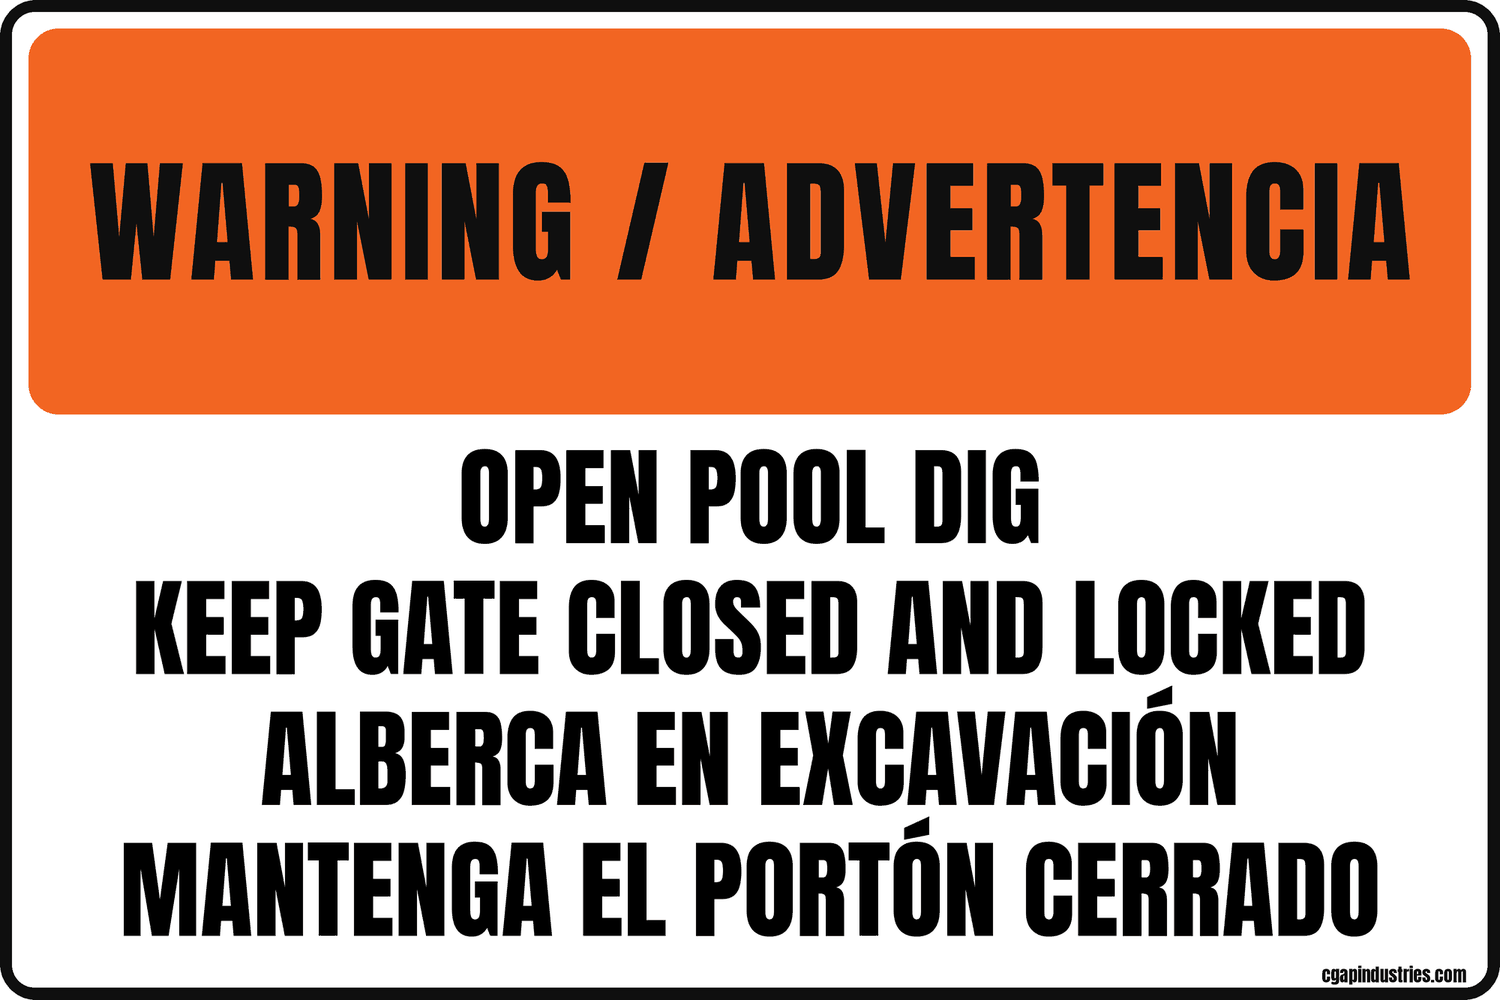 WARNING / ADVERTENCIA
OPEN POOL DIG
KEEP GATE CLOSED AND LOCKED
ALBERCA EN EXCAVACIÓN
MANTENGA EL PORTÓN CERRADO
cgapindustries.com